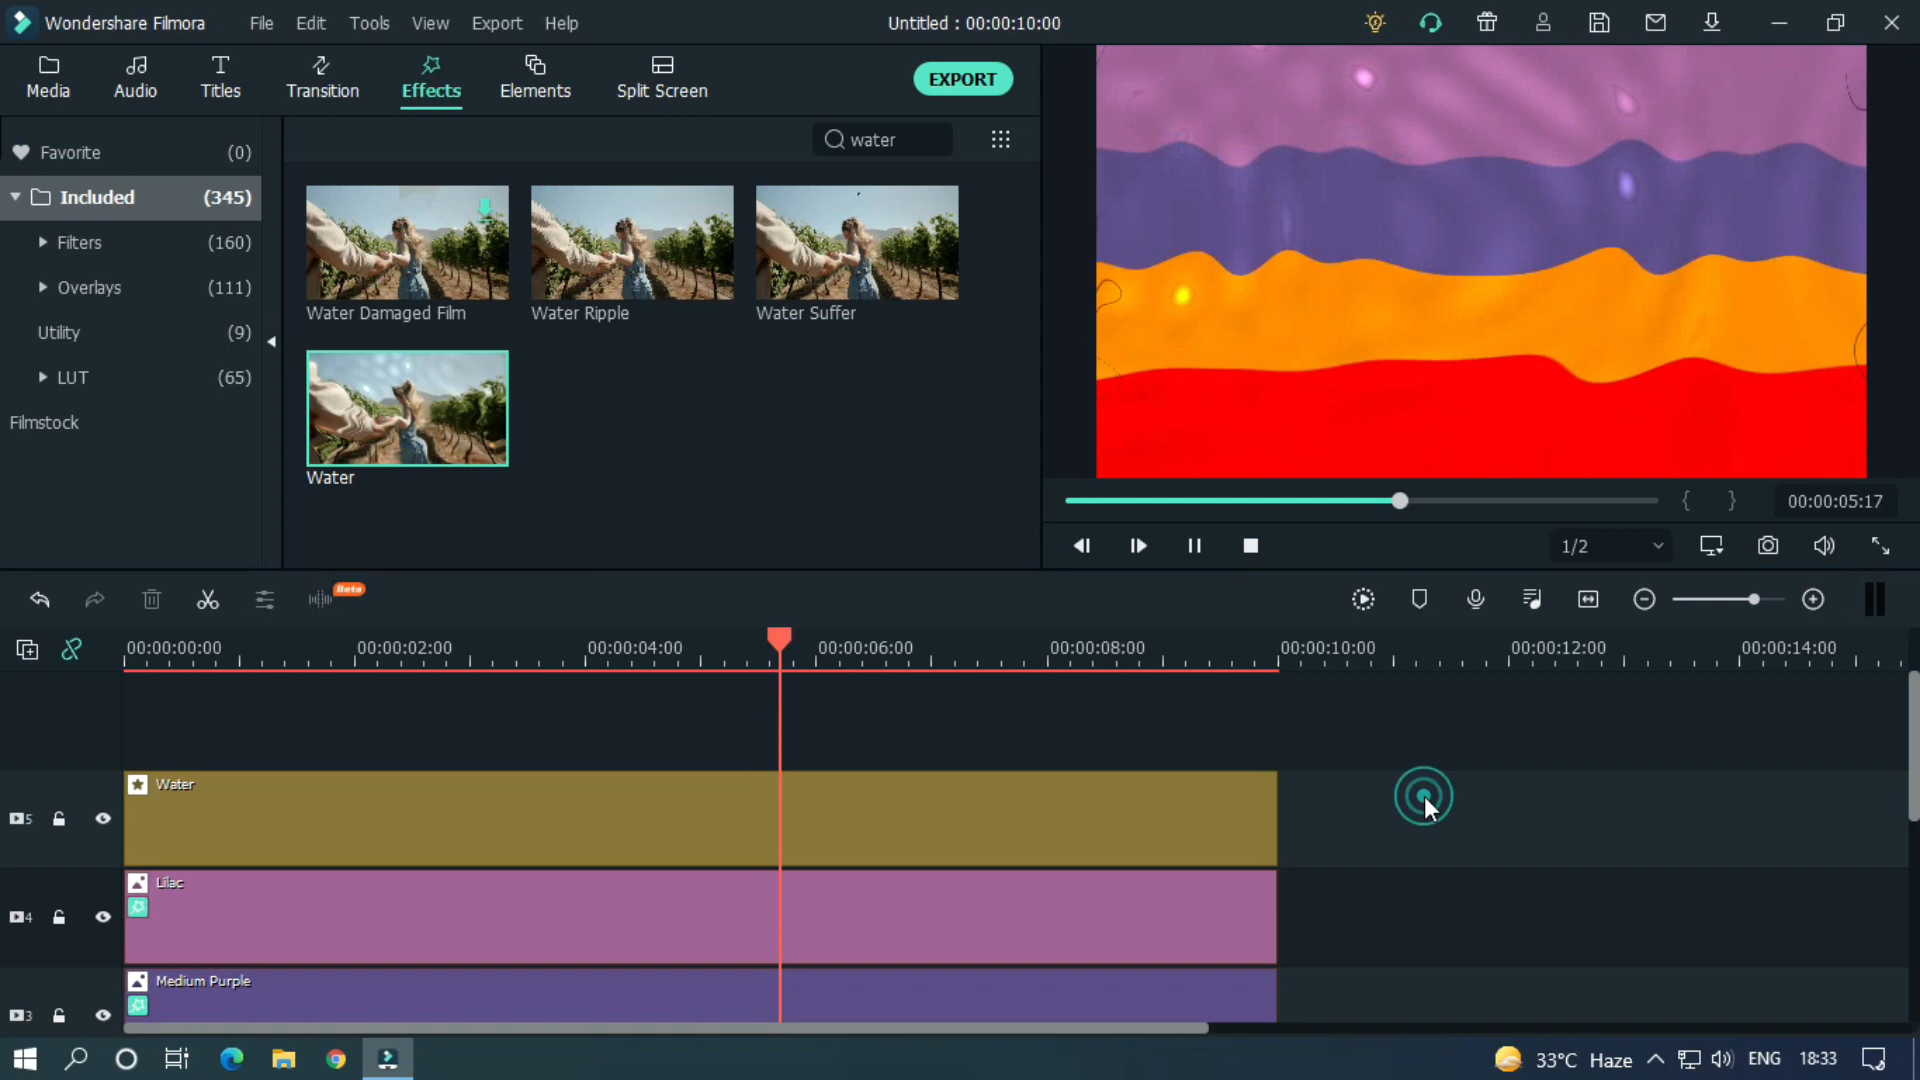 Wondershare Filmora File Edit Tools View Export Help Untitled : 00:00:10:00
Media Audio Titles Transition Effects Elements Split Screen EXPORT
Favorite (0)
water
Included (345)
Filters (160)
Overlays (111)
Utility (9)
LUT (65)
Filmstock
Water Damaged Film Water Ripple Water Suffer
Water
{ } 00:00:05:17
1/2
Beta
00:00:00:00 00:00:02:00 00:00:04:00 00:00:06:00 00:00:08:00 00:00:10:00 00:00:12:00 00:00:14:00
Water
5
Lilac
4
Medium Purple
3
33°C Haze ENG 18:33